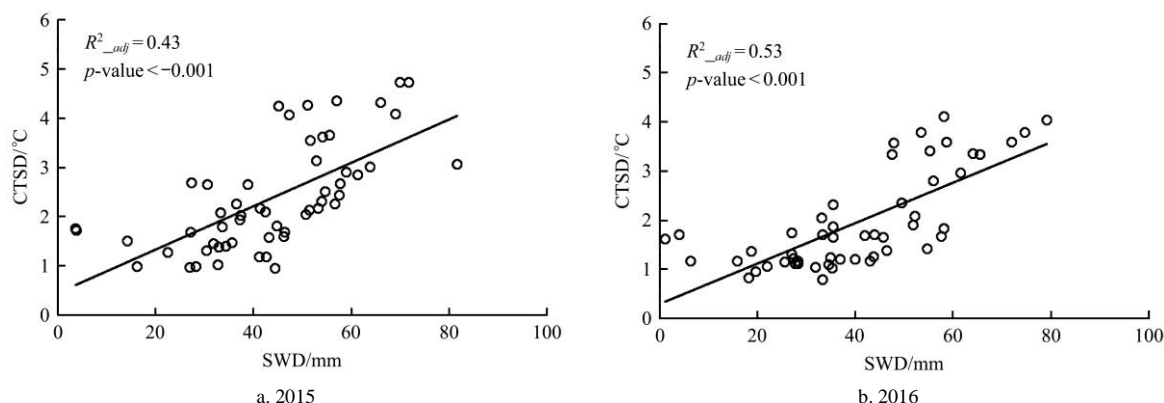 6
R²_adj = 0.43
p-value < −0.001
5
4
3
2
1
0
CTSD/°C
0 20 40 60 80 100
SWD/mm
a. 2015
6
R²_adj = 0.53
p-value < 0.001
5
4
3
2
1
0
CTSD/°C
0 20 40 60 80 100
SWD/mm
b. 2016